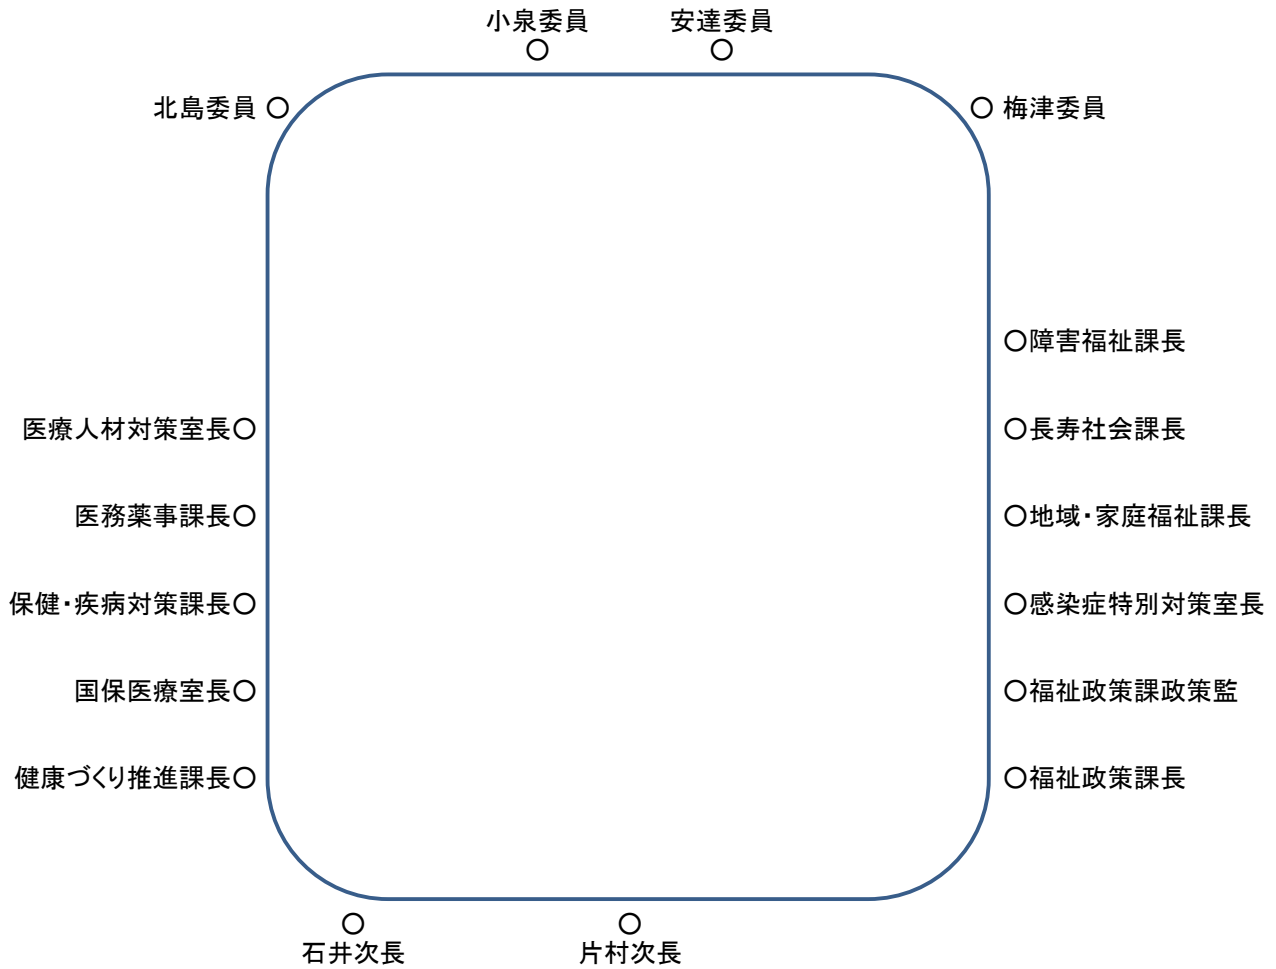 小泉委員 安達委員
北島委員 梅津委員
障害福祉課長
医療人材対策室長 長寿社会課長
医務薬事課長 地域・家庭福祉課長
保健・疾病対策課長 感染症特別対策室長
国保医療室長 福祉政策課政策監
健康づくり推進課長 福祉政策課長
石井次長 片村次長